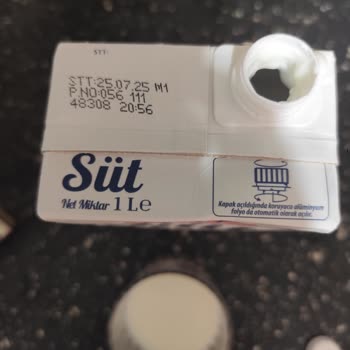 STT:
STT:25.07.25 M1
P.NO:056 111
48308 20:56
Süt
Net Miktar 1 L e
Kapak açıldığında koruyucu alüminyum
folyo da otomatik olarak açılır.